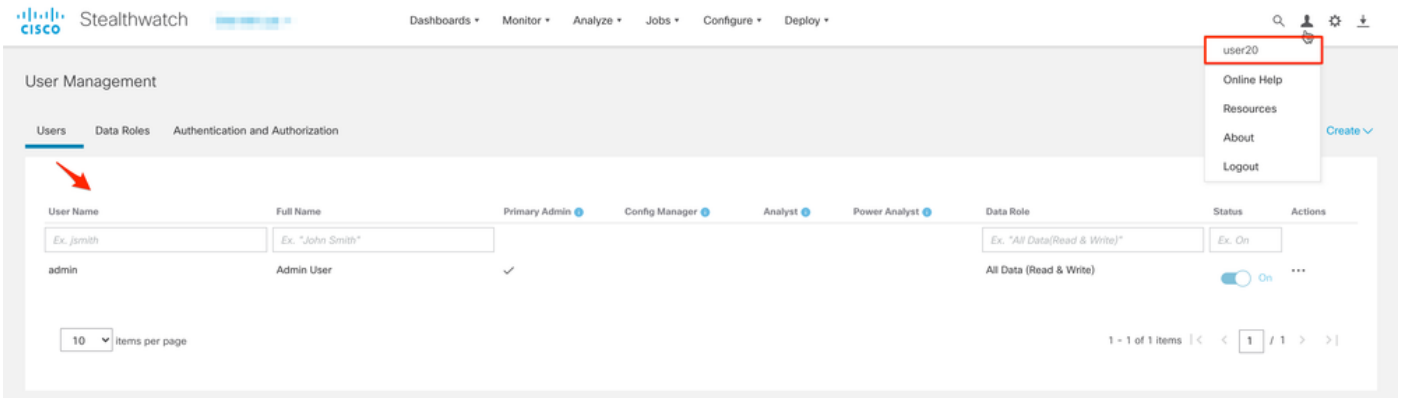 cisco Stealthwatch Dashboards Monitor Analyze Jobs Configure Deploy
user20
User Management
Online Help
Resources
Users Data Roles Authentication and Authorization Create
About
Logout
User Name Full Name Primary Admin Config Manager Analyst Power Analyst Data Role Status Actions
Ex. jsmith Ex. "John Smith" Ex. "All Data(Read & Write)" Ex. On
admin Admin User All Data (Read & Write) On ...
10 items per page 1 - 1 of 1 items |< < 1 / 1 > >|